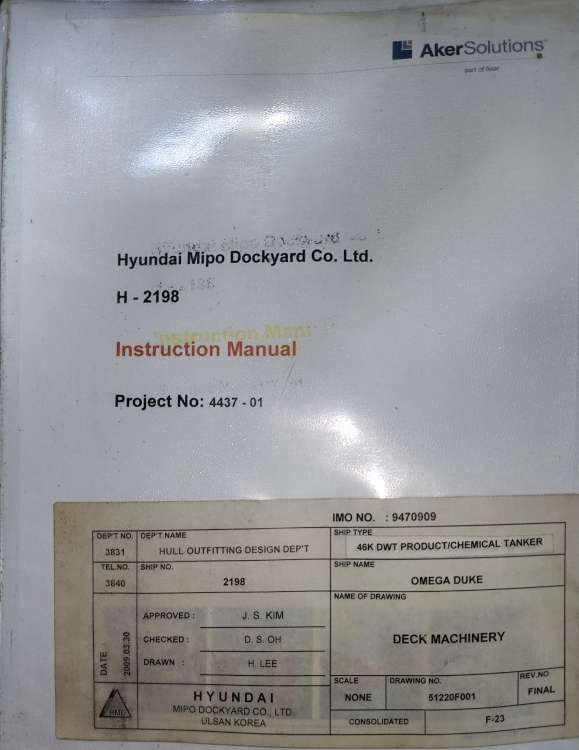 AkerSolutions
part of Aker
Hyundai Mipo Dockyard Co. Ltd.
H - 2198
Instruction Manual
Project No: 4437 - 01
IMO NO. : 9470909
DEP'T NO. DEP'T NAME SHIP TYPE
3831 HULL OUTFITTING DESIGN DEP'T 46K DWT PRODUCT/CHEMICAL TANKER
TEL.NO. SHIP NO. SHIP NAME
3640 2198 OMEGA DUKE
NAME OF DRAWING
APPROVED : J. S. KIM
CHECKED : D. S. OH DECK MACHINERY
DRAWN : H. LEE
DATE 2009.03.30
SCALE DRAWING NO. REV.NO
NONE 51220F001 FINAL
HMD HYUNDAI
MIPO DOCKYARD CO., LTD
ULSAN KOREA
CONSOLIDATED F-23